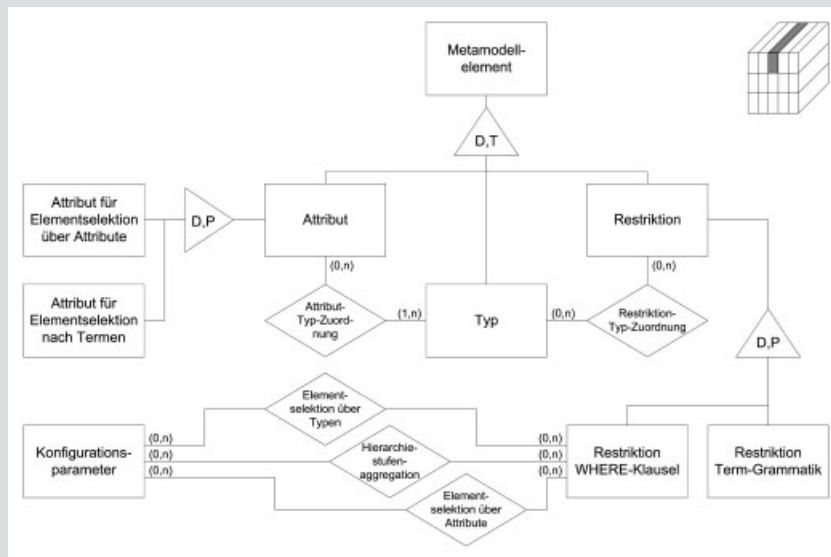 Metamodell-
element
D,T
Attribut für
Elementselektion
über Attribute
D,P
Attribut
Restriktion
(0,n)
(0,n)
Attribut für
Elementselektion
nach Termen
Attribut-
Typ-Zuord-
nung
(1,n)
Typ
(0,n)
Restriktion-
Typ-Zuordnung
D,P
Element-
selektion über
Typen
Konfigurations-
parameter
(0,n)
(0,n)
(0,n)
Hierarchie-
stufen-
aggregation
(0,n)
(0,n)
(0,n)
Restriktion
WHERE-Klausel
Restriktion
Term-Grammatik
Element-
selektion über
Attribute